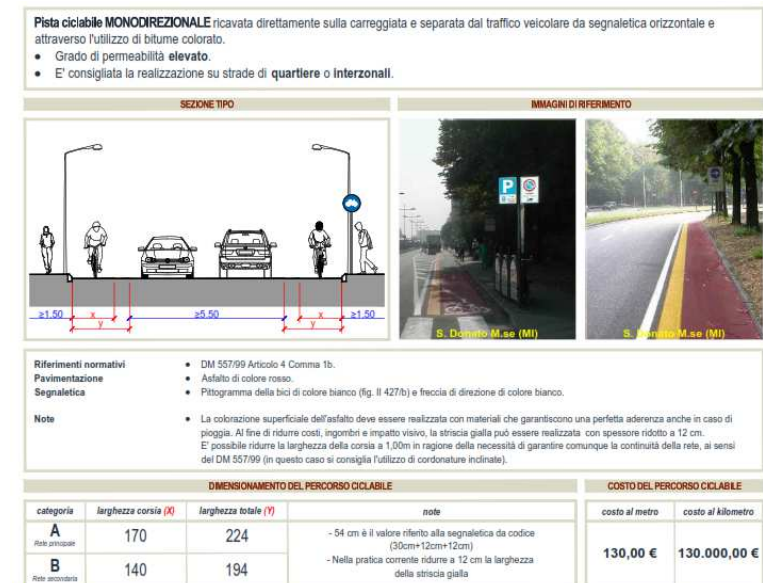 Pista ciclabile MONODIREZIONALE ricavata direttamente sulla carreggiata e separata dal traffico veicolare da segnaletica orizzontale e
attraverso l'utilizzo di bitume colorato.
● Grado di permeabilità elevato.
● E' consigliata la realizzazione su strade di quartiere o interzonali.
SEZIONE TIPO
IMMAGINI DI RIFERIMENTO
≥1.50 x y ≥5.50 x y ≥1.50
P
S. Donato M.se (MI)
S. Donato M.se (MI)
Riferimenti normativi ● DM 557/99 Articolo 4 Comma 1b.
Pavimentazione ● Asfalto di colore rosso.
Segnaletica ● Pittogramma della bici di colore bianco (fig. II 427/b) e freccia di direzione di colore bianco.
Note ● La colorazione superficiale dell'asfalto deve essere realizzata con materiali che garantiscono una perfetta aderenza anche in caso di
pioggia. Al fine di ridurre costi, ingombri e impatto visivo, la striscia gialla può essere realizzata con spessore ridotto a 12 cm.
E' possibile ridurre la larghezza della corsia a 1,00m in ragione della necessità di garantire comunque la continuità della rete, ai sensi
del DM 557/99 (in questo caso si consiglia l'utilizzo di cordonature inclinate).
DIMENSIONAMENTO DEL PERCORSO CICLABILE
COSTO DEL PERCORSO CICLABILE
categoria larghezza corsia (X) larghezza totale (Y) note costo al metro costo al kilometro
A
Rete principale
170 224
- 54 cm è il valore riferito alla segnaletica da codice
(30cm+12cm+12cm)
- Nella pratica corrente ridurre a 12 cm la larghezza
della striscia gialla
130,00 € 130.000,00 €
B
Rete secondaria
140 194